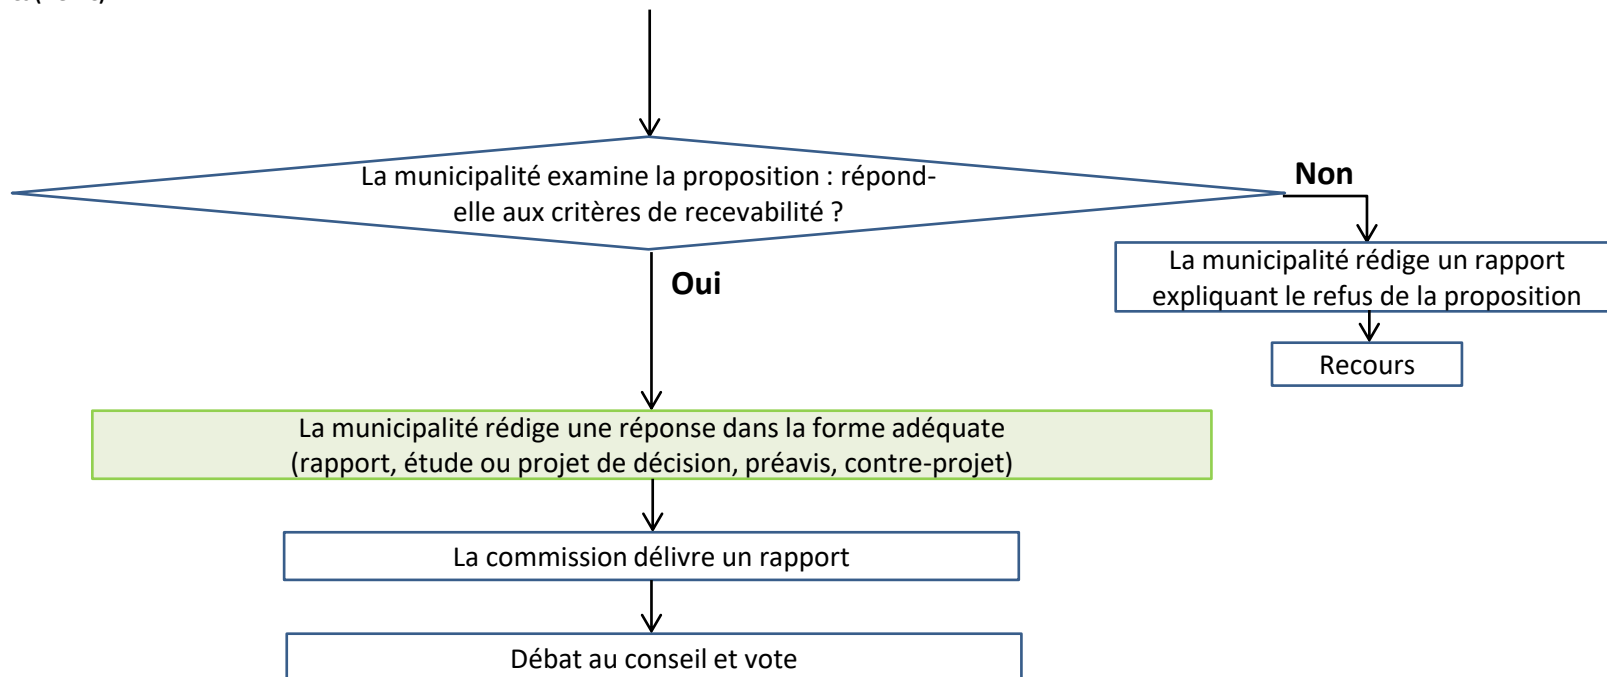 La municipalité examine la proposition : répond-
elle aux critères de recevabilité ?
Non
La municipalité rédige un rapport
expliquant le refus de la proposition
Oui
Recours
La municipalité rédige une réponse dans la forme adéquate
(rapport, étude ou projet de décision, préavis, contre-projet)
La commission délivre un rapport
Débat au conseil et vote